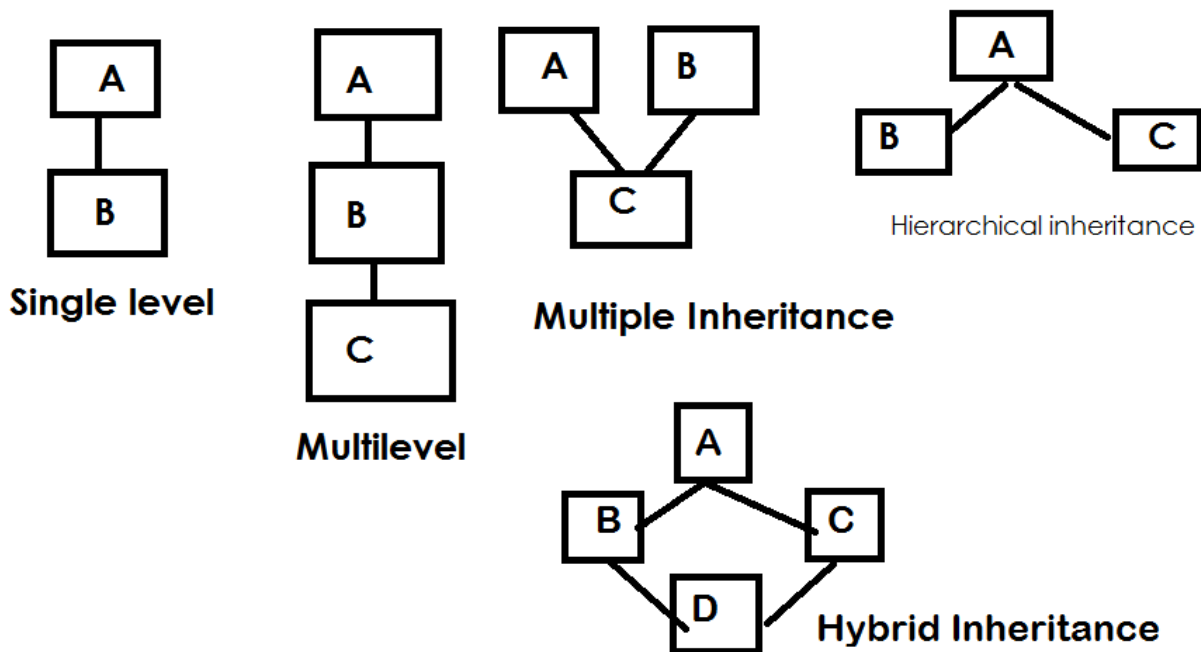 A
B
Single level
A
B
C
Multilevel
A
B
C
Multiple Inheritance
A
B
C
Hierarchical inheritance
A
B
C
D
Hybrid Inheritance